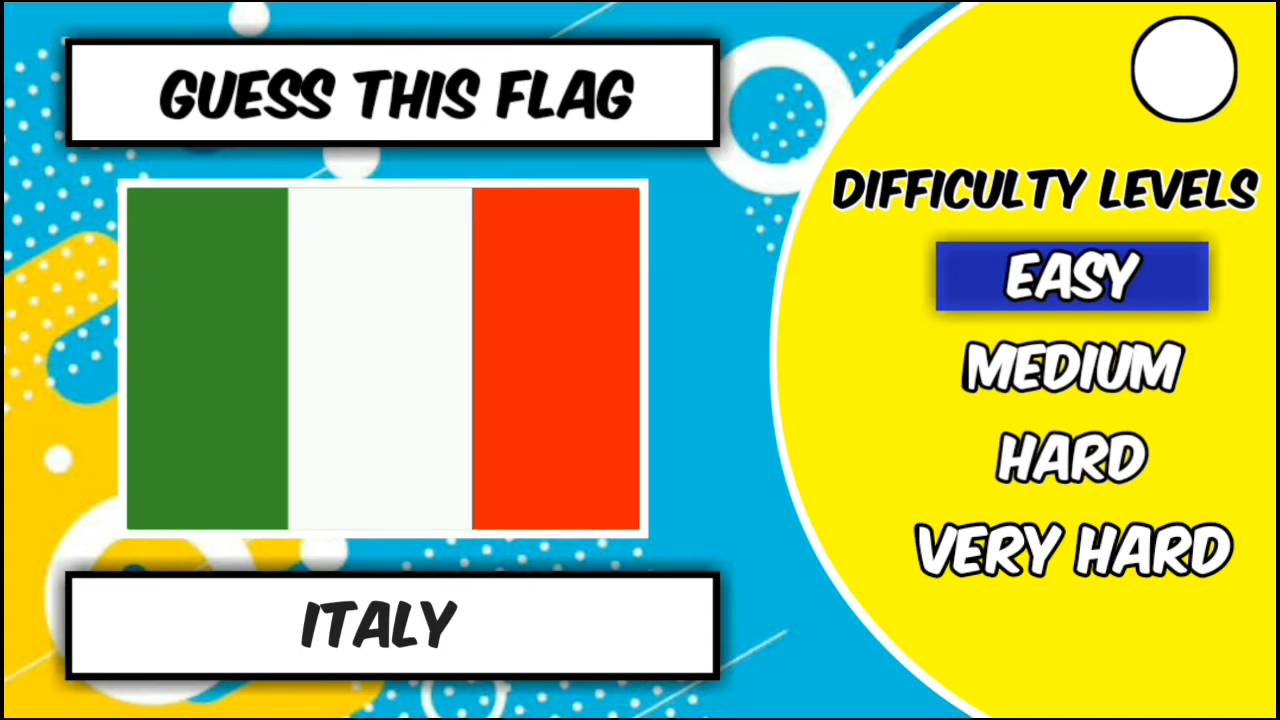 GUESS THIS FLAG
ITALY
DIFFICULTY LEVELS
EASY
MEDIUM
HARD
VERY HARD